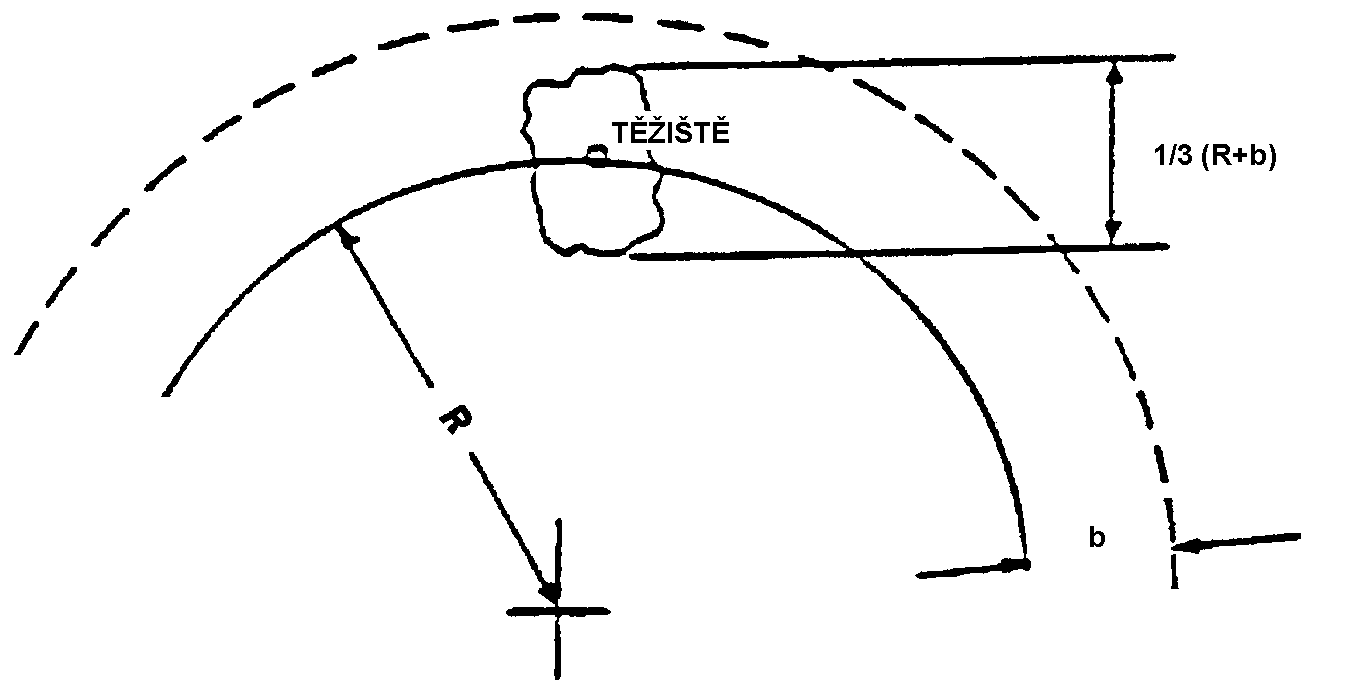 TĚŽIŠTĚ
1/3 (R+b)
R
b